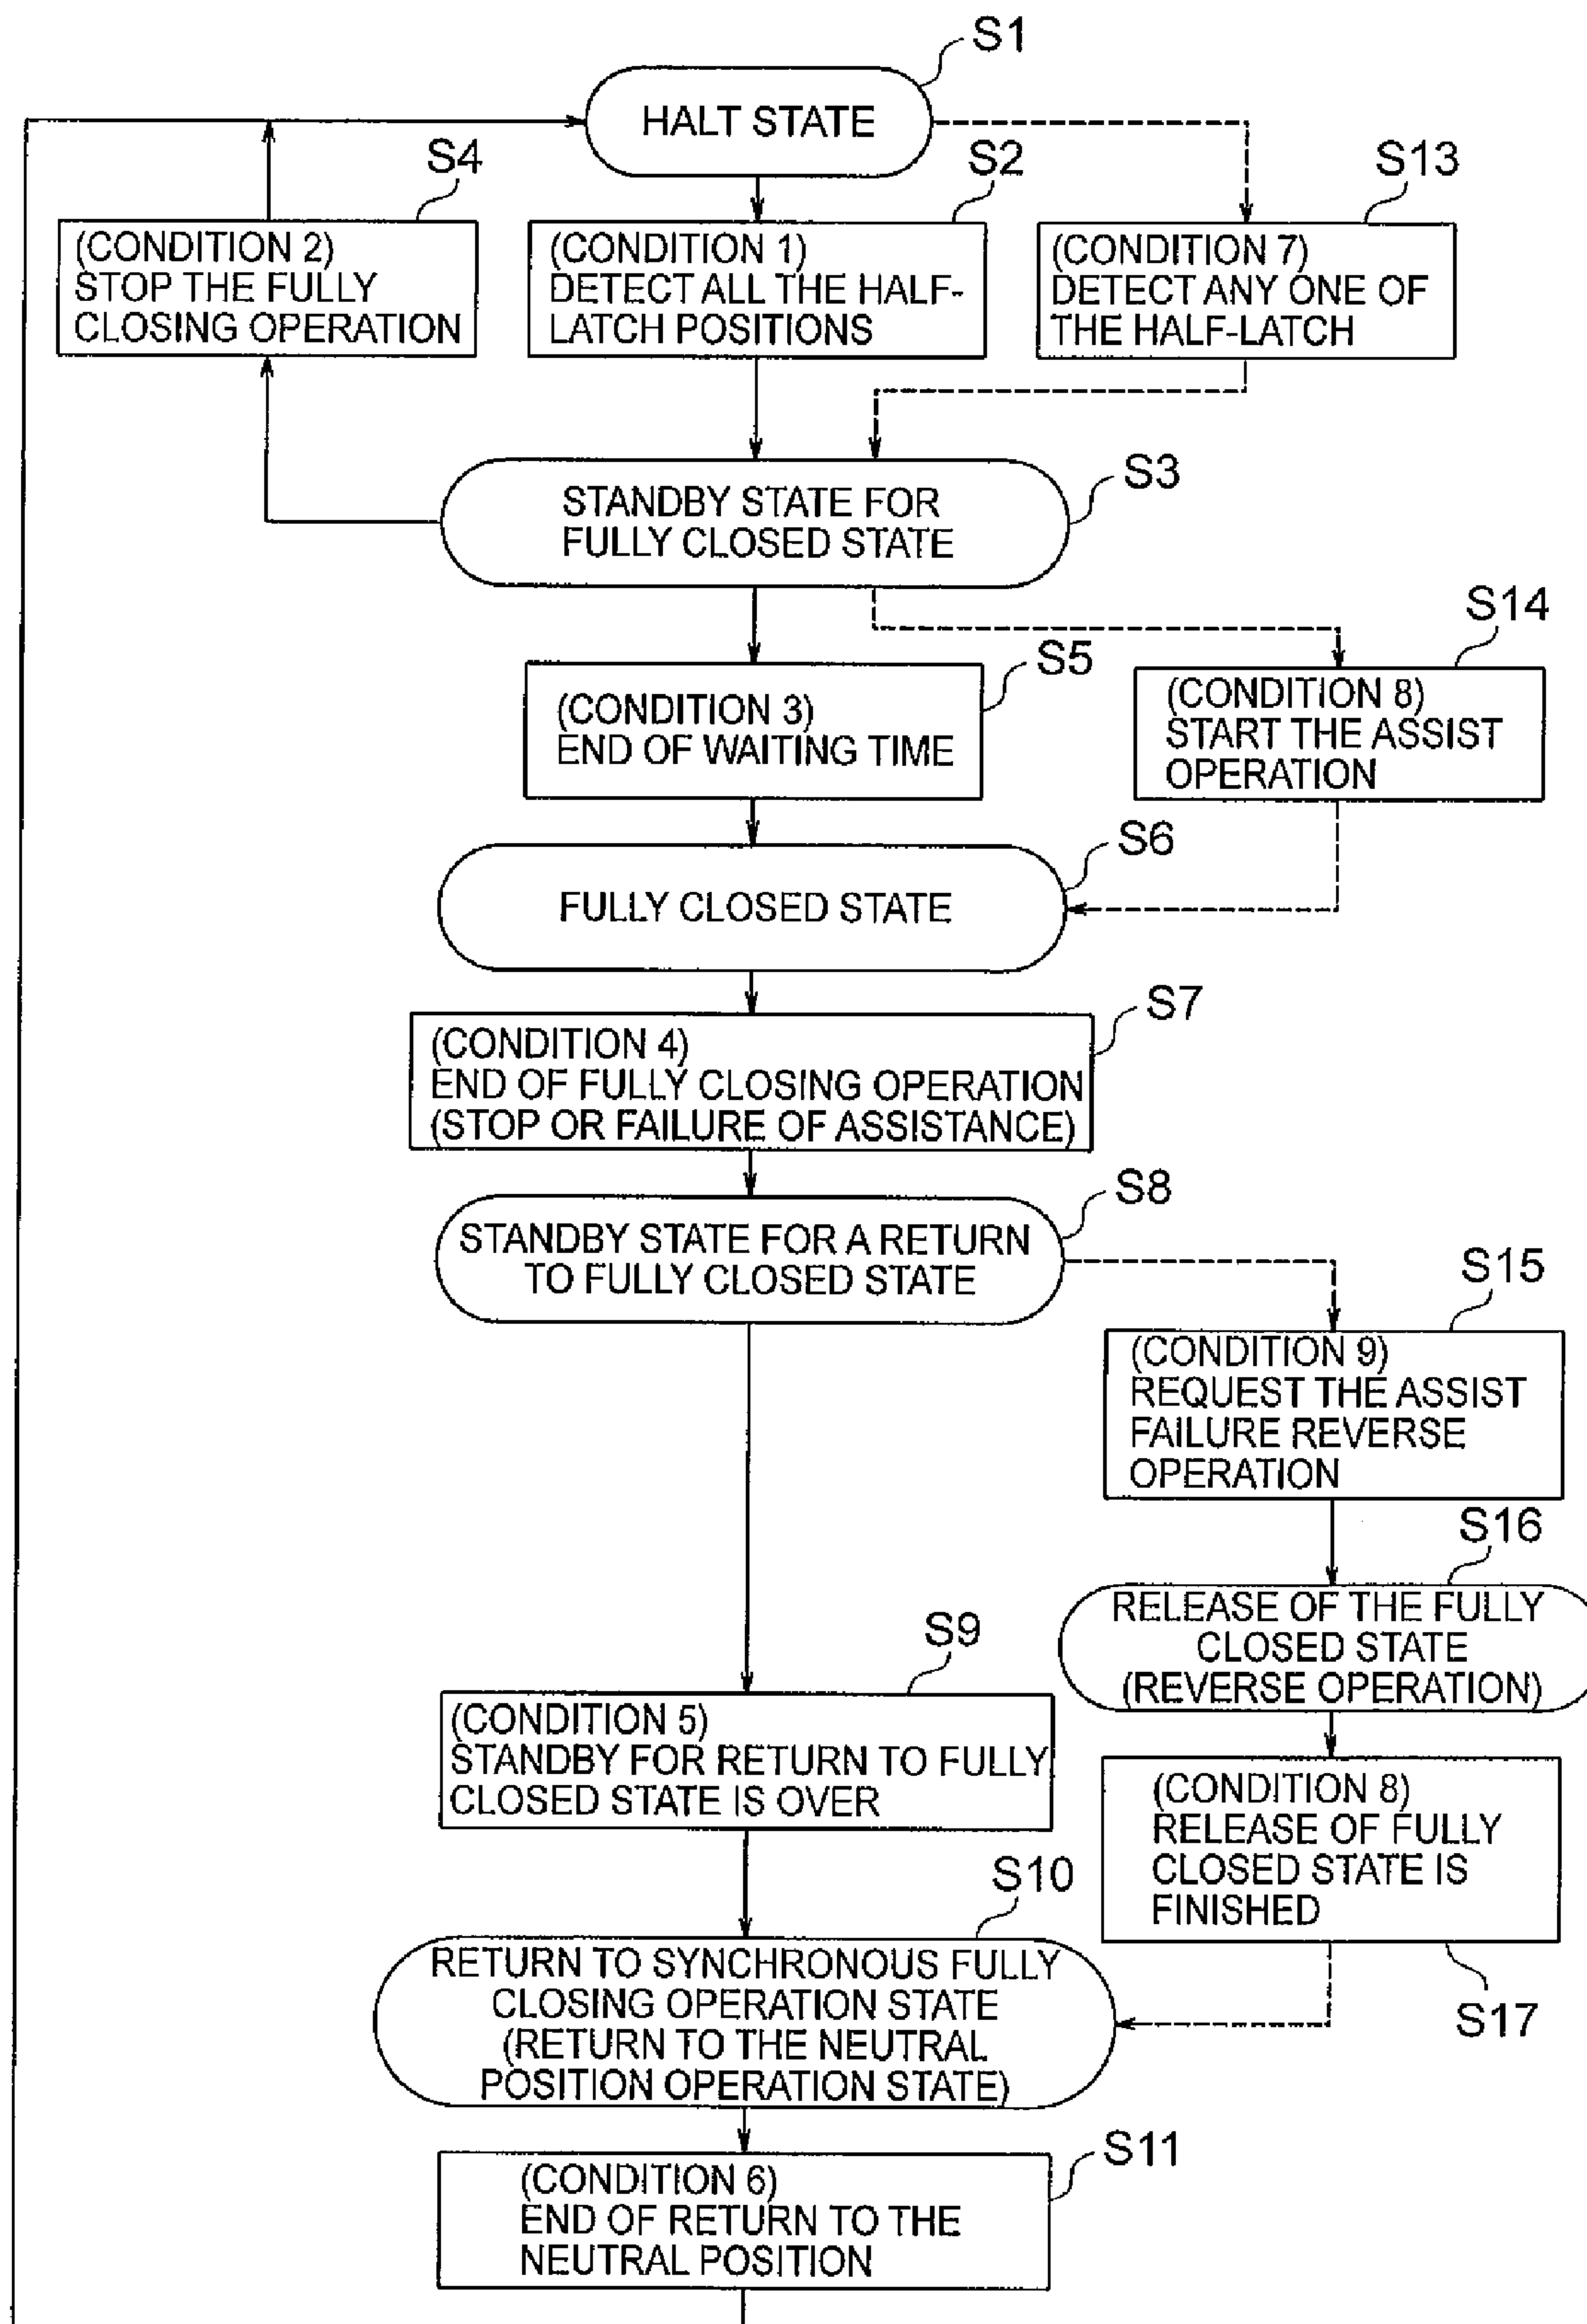 S1
HALT STATE
S4
S2
S13
(CONDITION 2)
STOP THE FULLY
CLOSING OPERATION
(CONDITION 1)
DETECT ALL THE HALF-
LATCH POSITIONS
(CONDITION 7)
DETECT ANY ONE OF
THE HALF-LATCH
S3
STANDBY STATE FOR
FULLY CLOSED STATE
S14
S5
(CONDITION 3)
END OF WAITING TIME
(CONDITION 8)
START THE ASSIST
OPERATION
S6
FULLY CLOSED STATE
S7
(CONDITION 4)
END OF FULLY CLOSING OPERATION
(STOP OR FAILURE OF ASSISTANCE)
S8
STANDBY STATE FOR A RETURN
TO FULLY CLOSED STATE
S15
(CONDITION 9)
REQUEST THE ASSIST
FAILURE REVERSE
OPERATION
S16
RELEASE OF THE FULLY
CLOSED STATE
(REVERSE OPERATION)
S9
(CONDITION 5)
STANDBY FOR RETURN TO FULLY
CLOSED STATE IS OVER
(CONDITION 8)
RELEASE OF FULLY
CLOSED STATE IS
FINISHED
S17
S10
RETURN TO SYNCHRONOUS FULLY
CLOSING OPERATION STATE
(RETURN TO THE NEUTRAL
POSITION OPERATION STATE)
S11
(CONDITION 6)
END OF RETURN TO THE
NEUTRAL POSITION